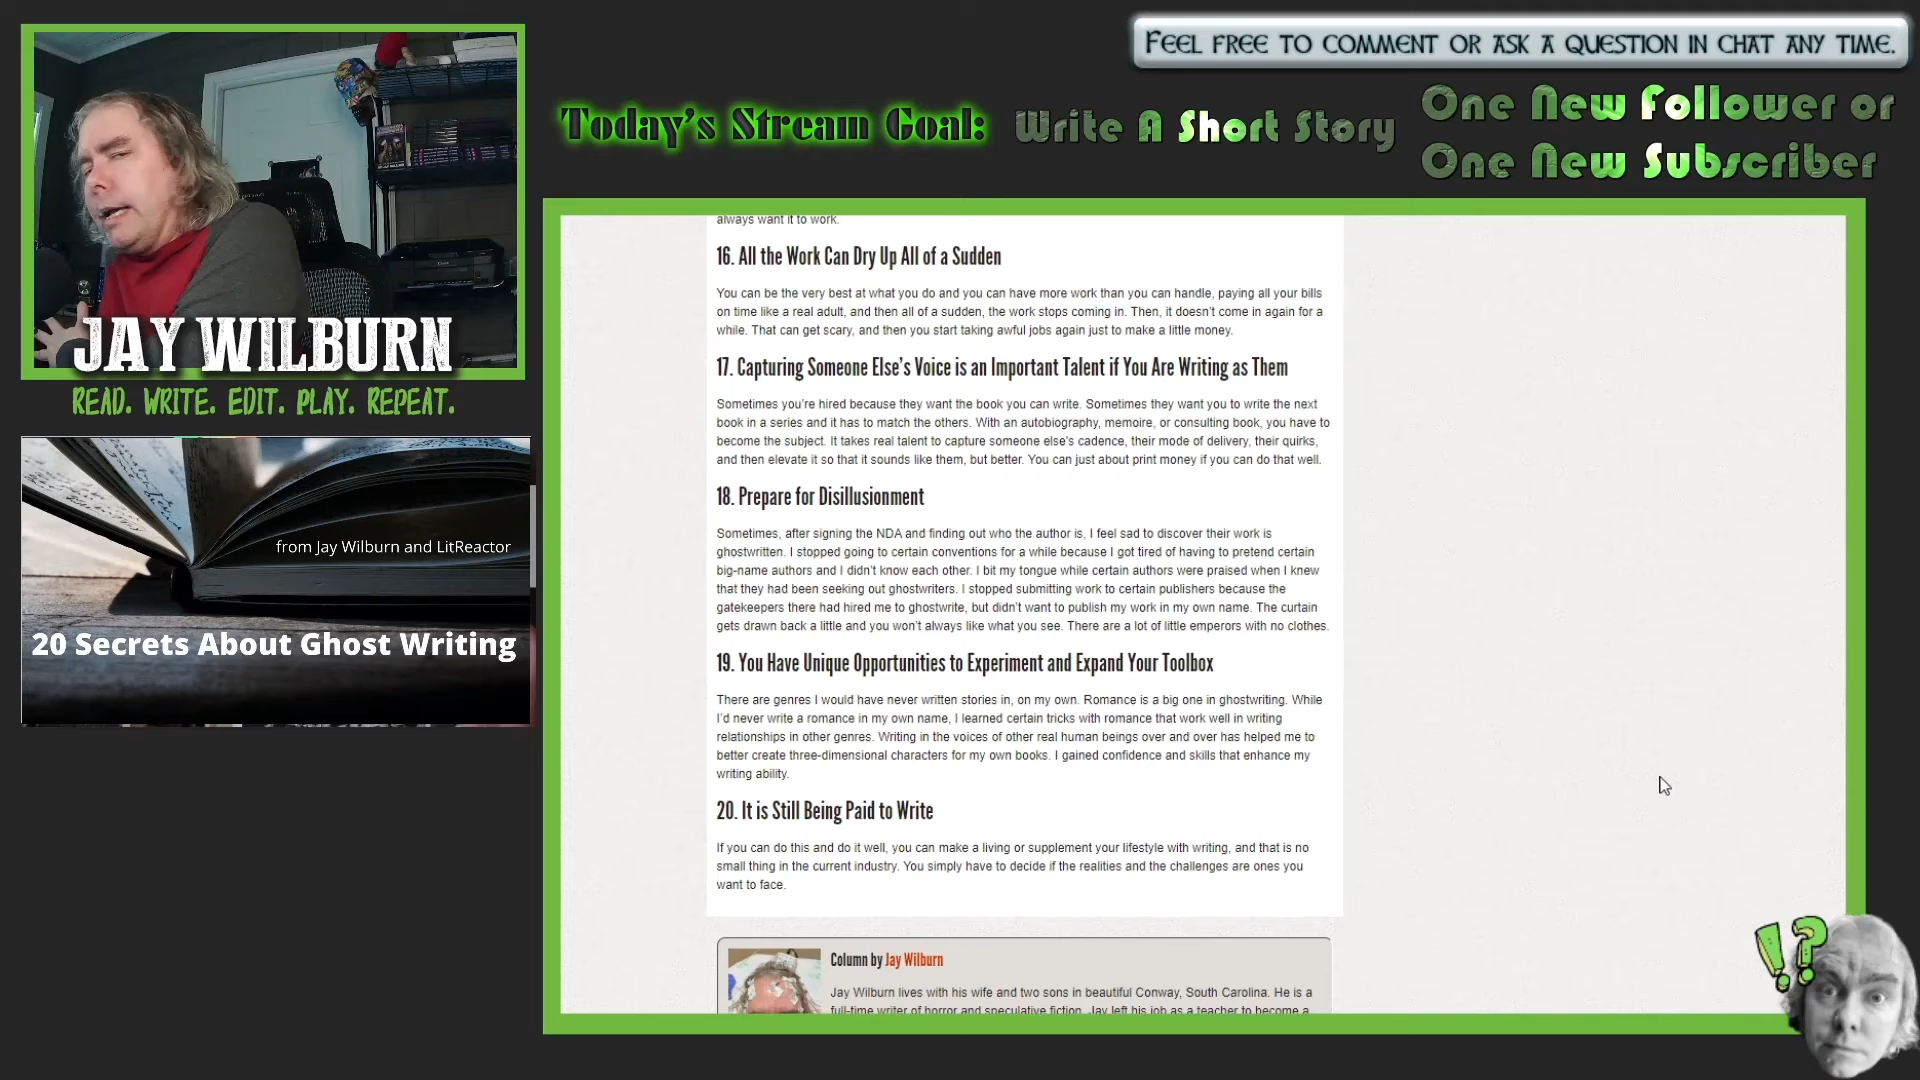 FEEL FREE TO COMMENT OR ASK A QUESTION IN CHAT ANY TIME.
Today's Stream Goal:
Write A Short Story
One New Follower or
One New Subscriber
JAY WILBURN
READ. WRITE. EDIT. PLAY. REPEAT.
from Jay Wilburn and LitReactor
20 Secrets About Ghost Writing
always want it to work.
16. All the Work Can Dry Up All of a Sudden
You can be the very best at what you do and you can have more work than you can handle, paying all your bills
on time like a real adult, and then all of a sudden, the work stops coming in. Then, it doesn't come in again for a
while. That can get scary, and then you start taking awful jobs again just to make a little money.
17. Capturing Someone Else's Voice is an Important Talent if You Are Writing as Them
Sometimes you're hired because they want the book you can write. Sometimes they want you to write the next
book in a series and it has to match the others. With an autobiography, memoire, or consulting book, you have to
become the subject. It takes real talent to capture someone else's cadence, their mode of delivery, their quirks,
and then elevate it so that it sounds like them, but better. You can just about print money if you can do that well.
18. Prepare for Disillusionment
Sometimes, after signing the NDA and finding out who the author is, I feel sad to discover their work is
ghostwritten. I stopped going to certain conventions for a while because I got tired of having to pretend certain
big-name authors and I didn't know each other. I bit my tongue while certain authors were praised when I knew
that they had been seeking out ghostwriters. I stopped submitting work to certain publishers because the
gatekeepers there had hired me to ghostwrite, but didn't want to publish my work in my own name. The curtain
gets drawn back a little and you won't always like what you see. There are a lot of little emperors with no clothes.
19. You Have Unique Opportunities to Experiment and Expand Your Toolbox
There are genres I would have never written stories in, on my own. Romance is a big one in ghostwriting. While
I'd never write a romance in my own name, I learned certain tricks with romance that work well in writing
relationships in other genres. Writing in the voices of other real human beings over and over has helped me to
better create three-dimensional characters for my own books. I gained confidence and skills that enhance my
writing ability.
20. It is Still Being Paid to Write
If you can do this and do it well, you can make a living or supplement your lifestyle with writing, and that is no
small thing in the current industry. You simply have to decide if the realities and the challenges are ones you
want to face.
Column by Jay Wilburn
Jay Wilburn lives with his wife and two sons in beautiful Conway, South Carolina. He is a
full-time writer of horror and speculative fiction. Jay left his job as a teacher to become a
!?